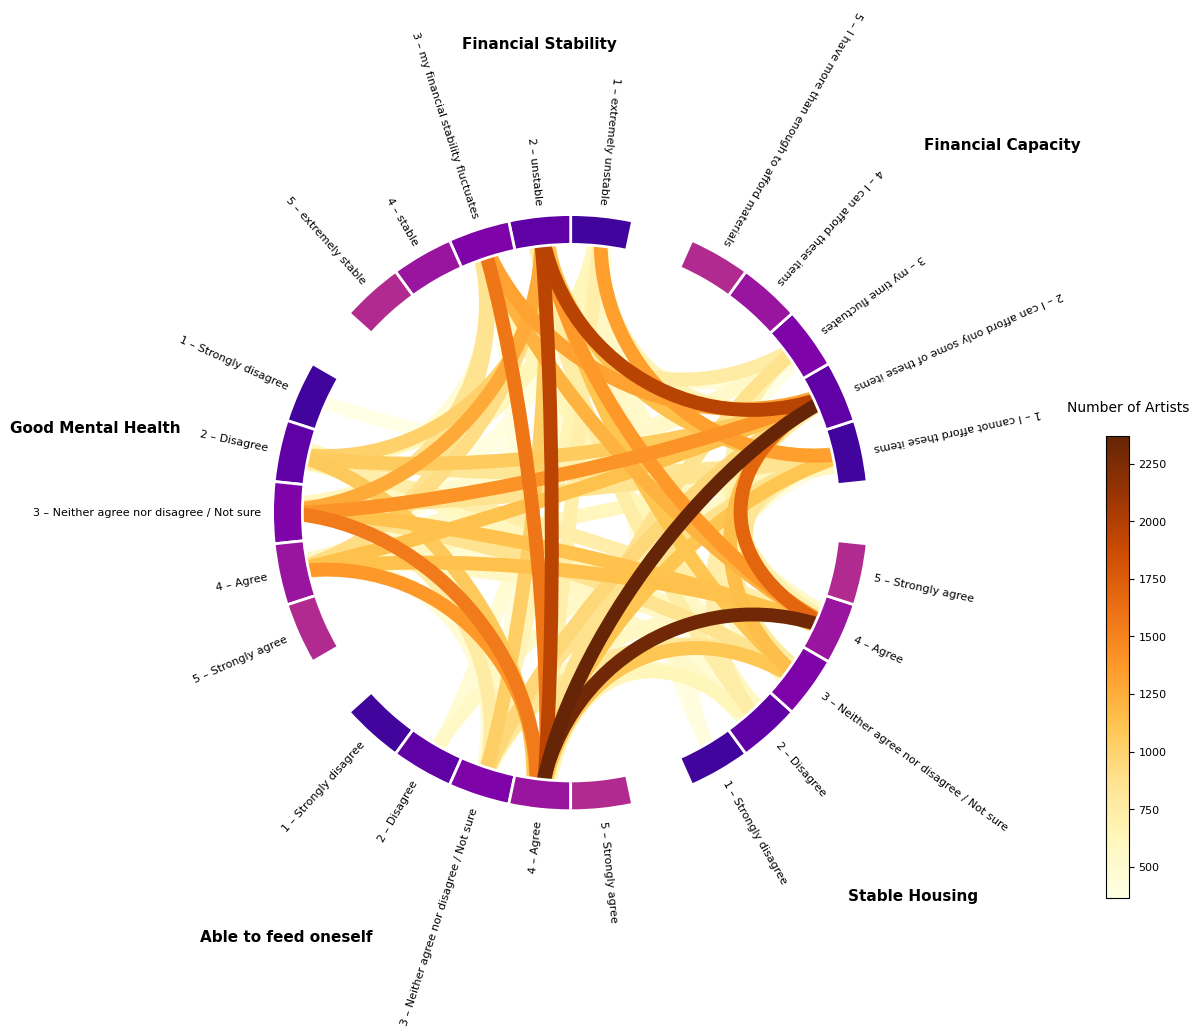 Financial Stability
1 – extremely unstable
2 – unstable
3 – my financial stability fluctuates
4 – stable
5 – extremely stable
Good Mental Health
1 – Strongly disagree
2 – Disagree
3 – Neither agree nor disagree / Not sure
4 – Agree
5 – Strongly agree
Able to feed oneself
1 – Strongly disagree
2 – Disagree
3 – Neither agree nor disagree / Not sure
4 – Agree
5 – Strongly agree
Stable Housing
1 – Strongly disagree
2 – Disagree
3 – Neither agree nor disagree / Not sure
4 – Agree
5 – Strongly agree
Financial Capacity
1 – I cannot afford these items
2 – I can afford only some of these items
3 – my time fluctuates
4 – I can afford these items
5 – I have more than enough to afford materials
Number of Artists
2250
2000
1750
1500
1250
1000
750
500